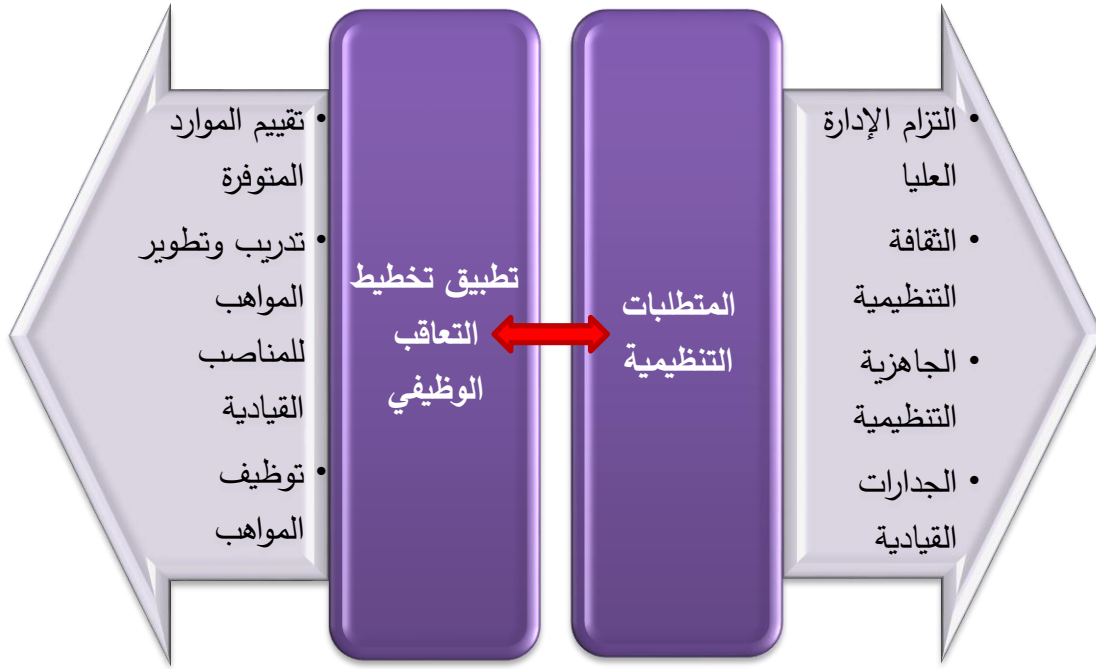 • التزام الإدارة
العليا
• الثقافة
التنظيمية
• الجاهزية
التنظيمية
• الجدارات
القيادية
المتطلبات
التنظيمية
تطبيق تخطيط
التعاقب
الوظيفي
• تقييم الموارد
المتوفرة
• تدريب وتطوير
المواهب
للمناصب
القيادية
• توظيف
المواهب